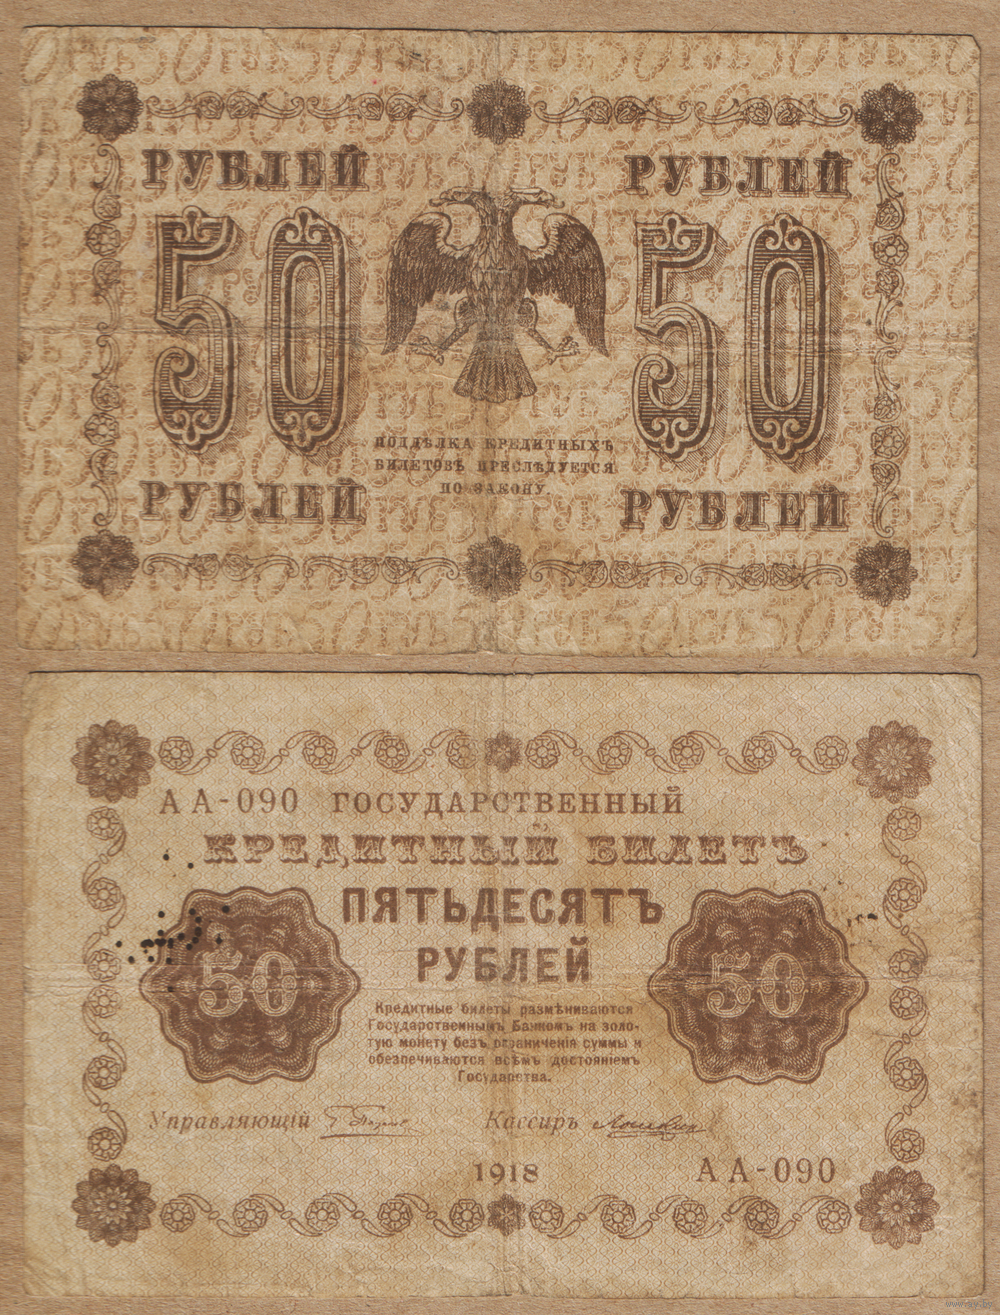 РУБЛЕЙ РУБЛЕЙ
50 50
ПОДДѢЛКА КРЕДИТНЫХЪ
БИЛЕТОВЪ ПРЕСЛѢДУЕТСЯ
ПО ЗАКОНУ
РУБЛЕЙ РУБЛЕЙ
АА-090 ГОСУДАРСТВЕННЫЙ
КРЕДИТНЫЙ БИЛЕТЪ
ПЯТЬДЕСЯТЪ
РУБЛЕЙ
50 50
Кредитные билеты размѣниваются
Государственнымъ Банкомъ на золо-
тую монету безъ ограниченія суммы и
обезпечиваются всѣмъ достояніемъ
Государства.
Управляющій Кассиръ
1918 АА-090